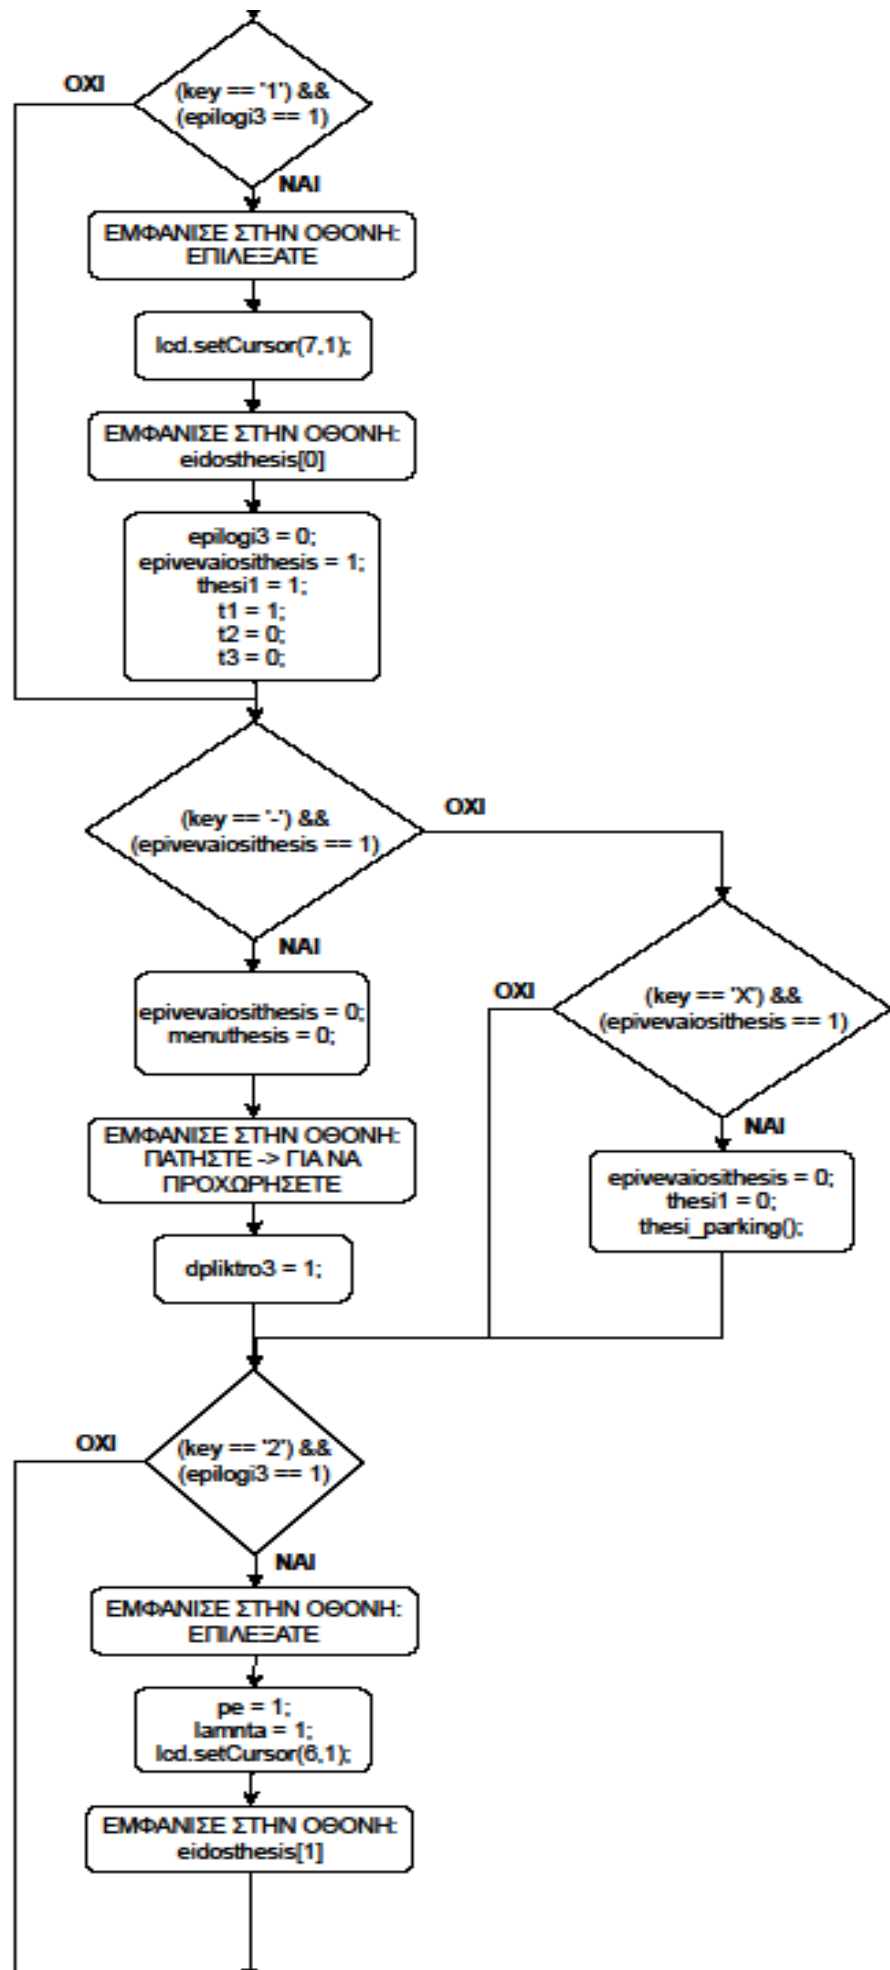 ΟΧΙ
(key == '1') &&
(epilogi3 == 1)
ΝΑΙ
ΕΜΦΑΝΙΣΕ ΣΤΗΝ ΟΘΟΝΗ:
ΕΠΙΛΕΞΑΤΕ
lcd.setCursor(7,1);
ΕΜΦΑΝΙΣΕ ΣΤΗΝ ΟΘΟΝΗ:
eidosthesis[0]
epilogi3 = 0;
epivevaiosithesis = 1;
thesi1 = 1;
t1 = 1;
t2 = 0;
t3 = 0;
(key == '-') &&
(epivevaiosithesis == 1)
ΟΧΙ
ΝΑΙ
epivevaiosithesis = 0;
menuthesis = 0;
ΕΜΦΑΝΙΣΕ ΣΤΗΝ ΟΘΟΝΗ:
ΠΑΤΗΣΤΕ -> ΓΙΑ ΝΑ
ΠΡΟΧΩΡΗΣΕΤΕ
dpliktro3 = 1;
ΟΧΙ
(key == 'X') &&
(epivevaiosithesis == 1)
ΝΑΙ
epivevaiosithesis = 0;
thesi1 = 0;
thesi_parking();
ΟΧΙ
(key == '2') &&
(epilogi3 == 1)
ΝΑΙ
ΕΜΦΑΝΙΣΕ ΣΤΗΝ ΟΘΟΝΗ:
ΕΠΙΛΕΞΑΤΕ
pe = 1;
lamnta = 1;
lcd.setCursor(6,1);
ΕΜΦΑΝΙΣΕ ΣΤΗΝ ΟΘΟΝΗ:
eidosthesis[1]